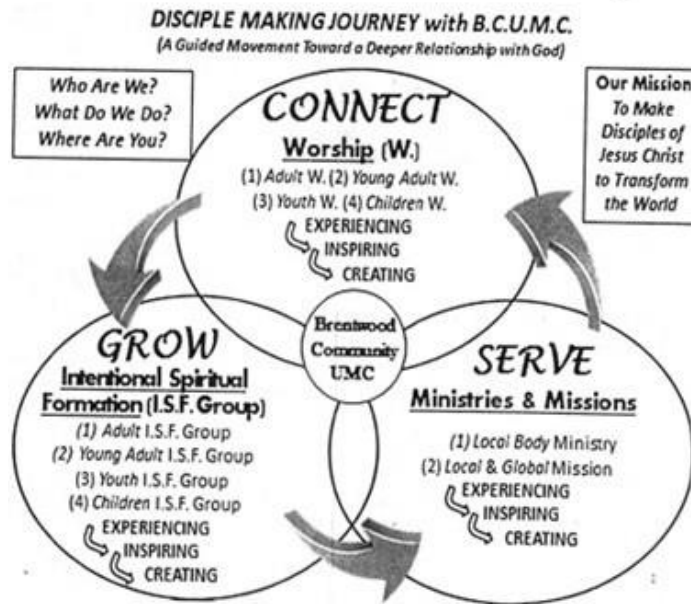 DISCIPLE MAKING JOURNEY with B.C.U.M.C.
(A Guided Movement Toward a Deeper Relationship with God)
Who Are We?
What Do We Do?
Where Are You?
Our Mission
To Make
Disciples of
Jesus Christ
to Transform
the World
CONNECT
Worship (W.)
(1) Adult W. (2) Young Adult W.
(3) Youth W. (4) Children W.
EXPERIENCING
INSPIRING
CREATING
Brentwood
Community
UMC
GROW
Intentional Spiritual
Formation (I.S.F. Group)
(1) Adult I.S.F. Group
(2) Young Adult I.S.F. Group
(3) Youth I.S.F. Group
(4) Children I.S.F. Group
EXPERIENCING
INSPIRING
CREATING
SERVE
Ministries & Missions
(1) Local Body Ministry
(2) Local & Global Mission
EXPERIENCING
INSPIRING
CREATING